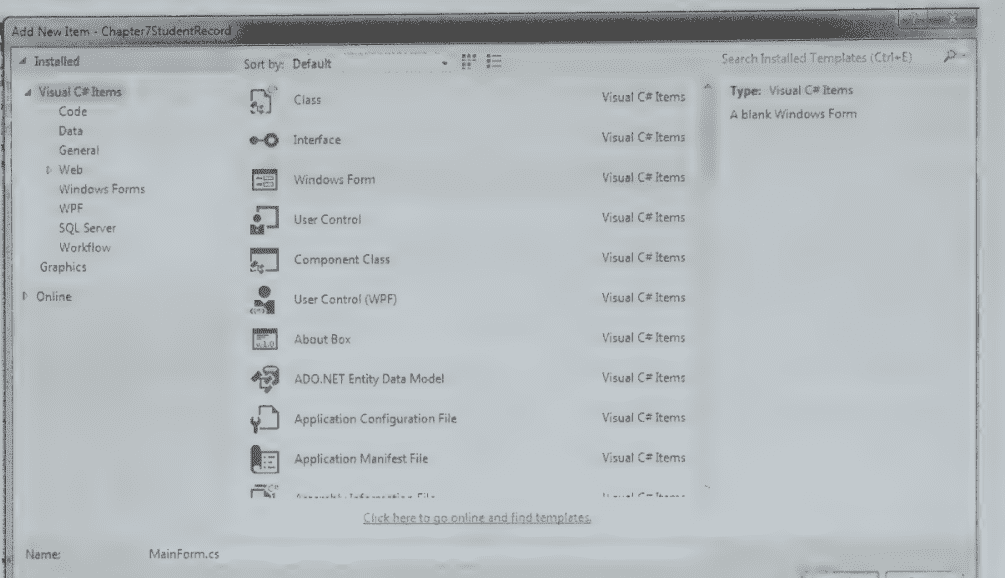 Add New Item - Chapter7StudentRecord
Installed
Sort by: Default
Search Installed Templates (Ctrl+E)
Visual C# Items
Code
Data
General
Web
Windows Forms
WPF
SQL Server
Workflow
Graphics
Online
Class Visual C# Items
Interface Visual C# Items
Windows Form Visual C# Items
User Control Visual C# Items
Component Class Visual C# Items
User Control (WPF) Visual C# Items
About Box Visual C# Items
ADO.NET Entity Data Model Visual C# Items
Application Configuration File Visual C# Items
Application Manifest File Visual C# Items
Type: Visual C# Items
A blank Windows Form
Click here to go online and find templates.
Name: MainForm.cs